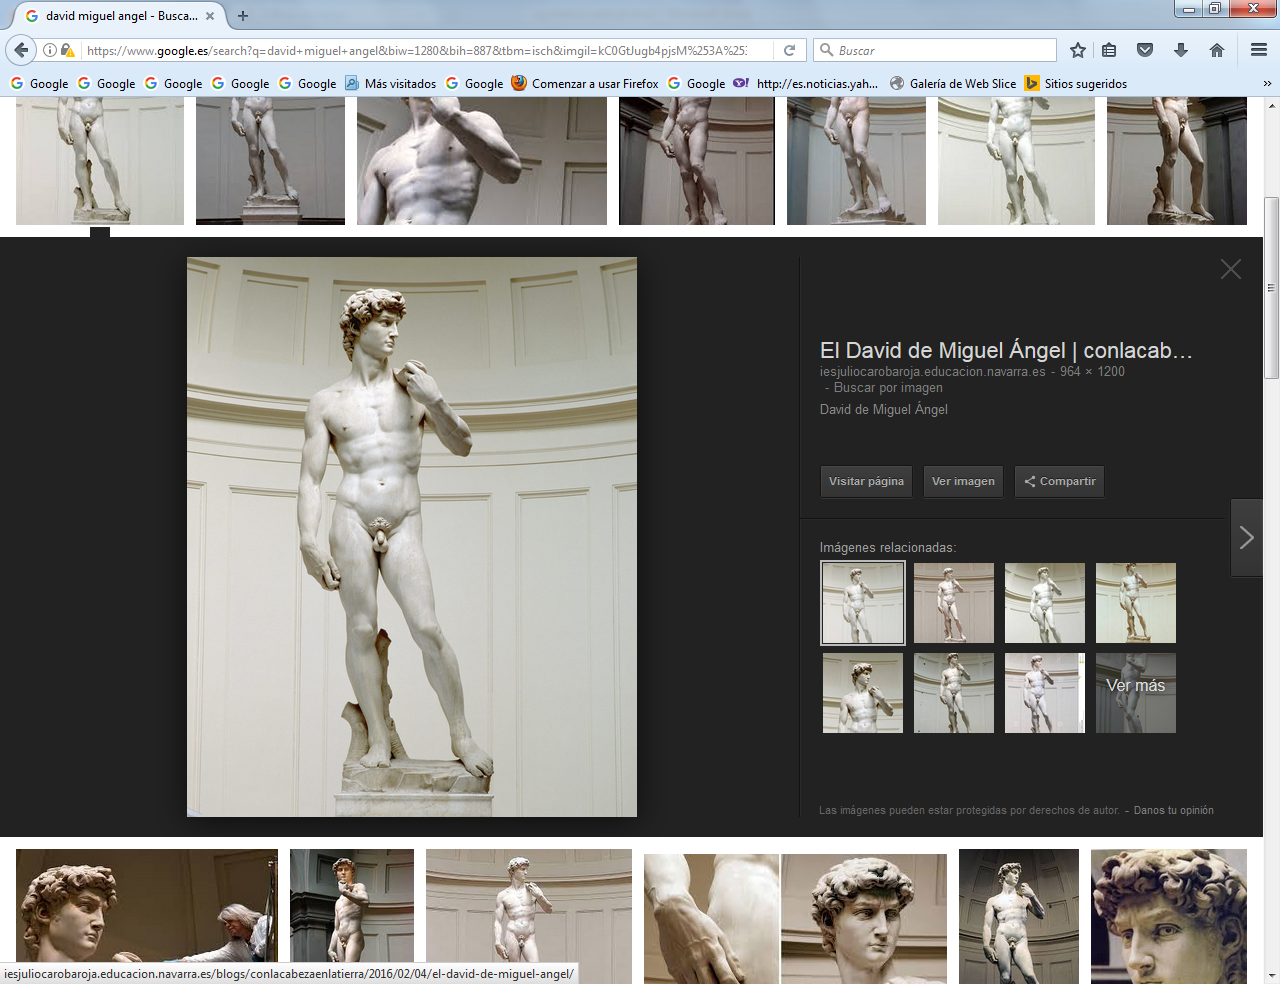 david miguel angel - Busca...
https://www.google.es/search?q=david+miguel+angel&biw=1280&bih=887&tbm=isch&imgil=kC0GtJugb4pjsM%253A%25
Buscar
Google Google Google Google Google Más visitados Google Comenzar a usar Firefox Google http://es.noticias.yah... Galería de Web Slice Sitios sugeridos »
El David de Miguel Ángel | conlacab…
iesjuliocarobaroja.educacion.navarra.es - 964 × 1200
- Buscar por imagen
David de Miguel Ángel
Visitar página Ver imagen Compartir
Imágenes relacionadas:
Ver más
Las imágenes pueden estar protegidas por derechos de autor. - Danos tu opinión
iesjuliocarobaroja.educacion.navarra.es/blogs/conlacabezaenlatierra/2016/02/04/el-david-de-miguel-angel/